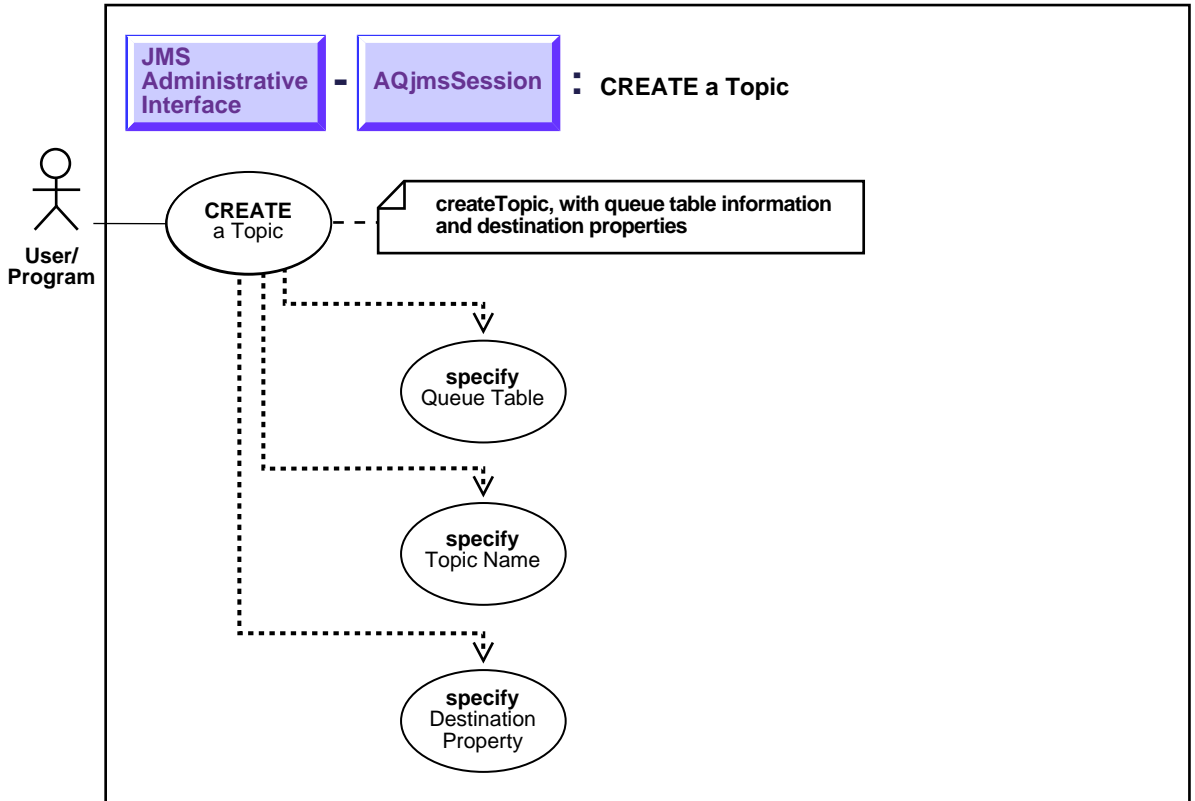 JMS
Administrative
Interface
-
AQjmsSession
: CREATE a Topic
User/
Program
CREATE
a Topic
createTopic, with queue table information
and destination properties
specify
Queue Table
specify
Topic Name
specify
Destination
Property